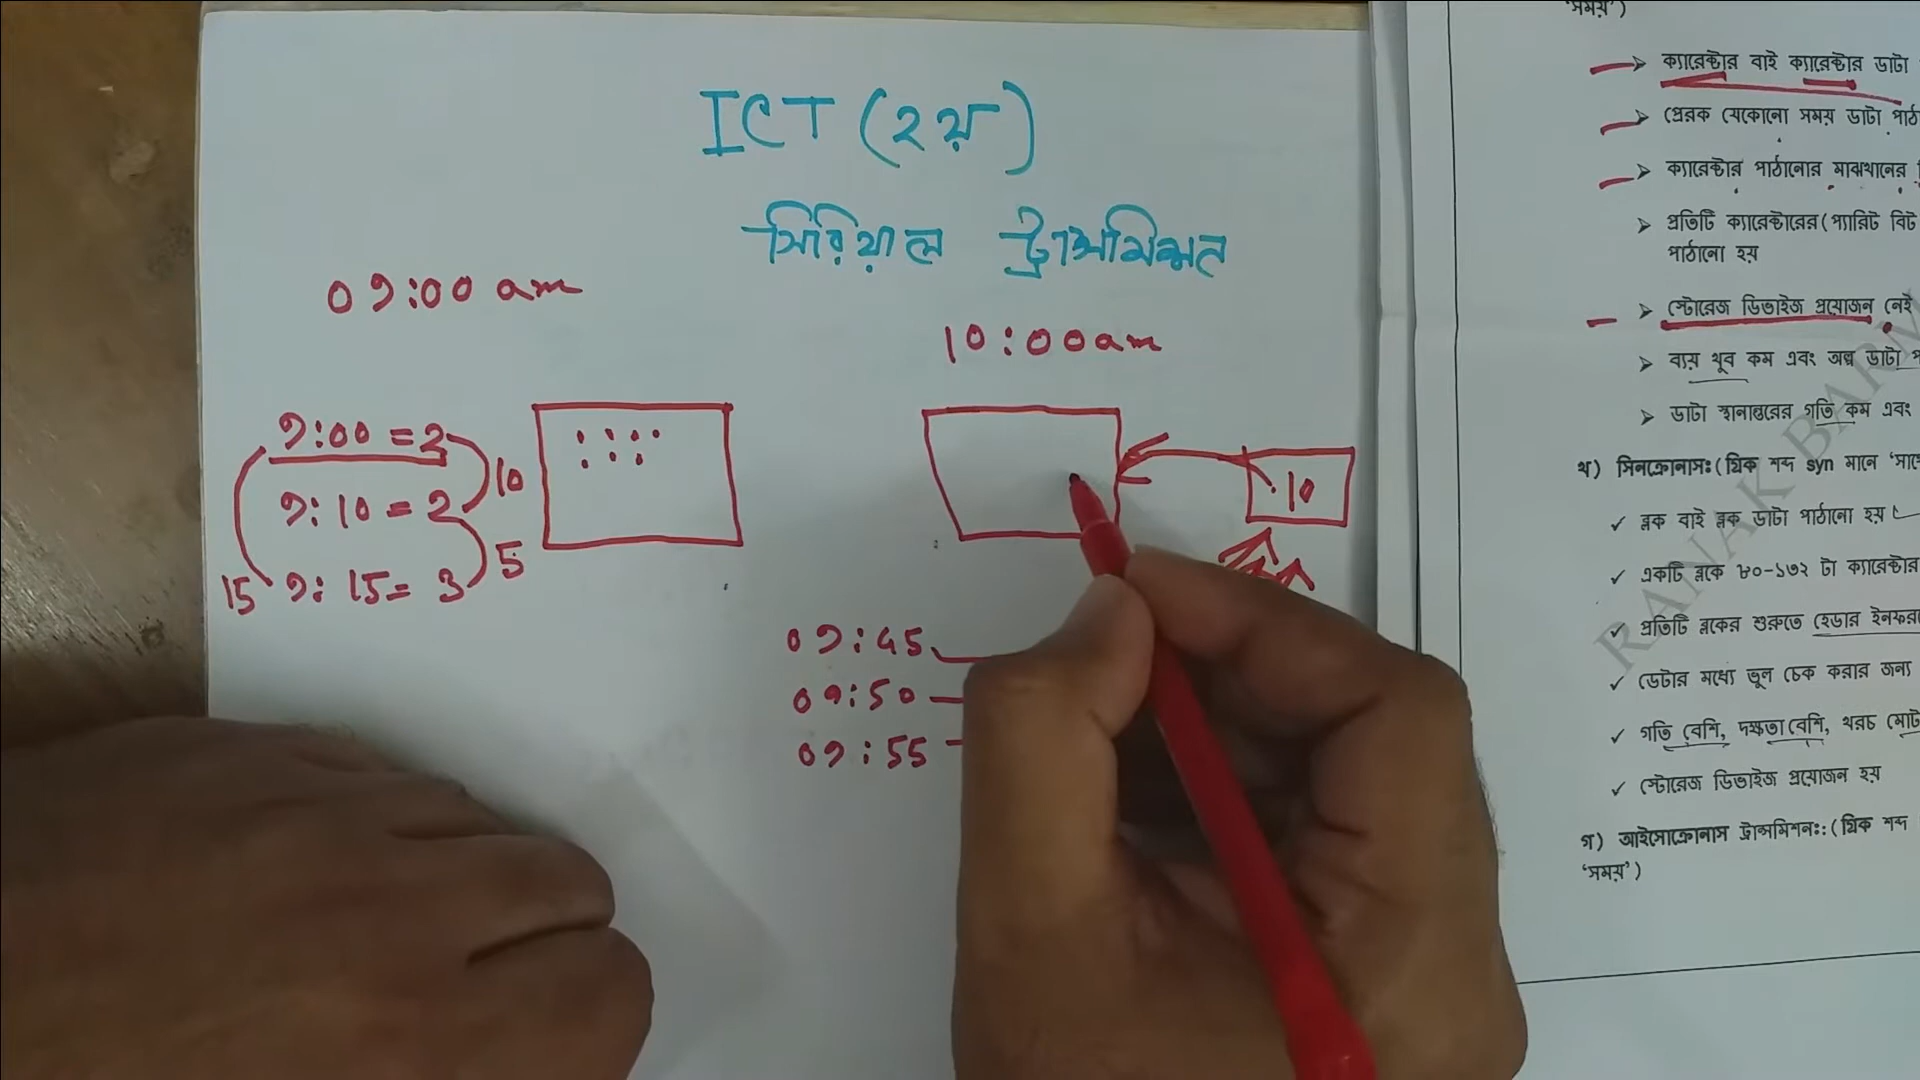 ICT (২য়)
সিরিয়াল ট্রান্সমিশন
09:00 am
10:00am
9:00 = 2
10
9:10 = 2
5
15 9: 15= 3
10
09:45
09:50
09:55
'সময়')
➤ ক্যারেক্টার বাই ক্যারেক্টার ডাটা
➤ প্রেরক যেকোনো সময় ডাটা
➤ ক্যারেক্টার পাঠানোর মাঝখানের
➤ প্রতিটি ক্যারেক্টারের(প্যারিটি বিট
পাঠানো হয়
➤ স্টোরেজ ডিভাইজ প্রয়োজন নেই
➤ ব্যয় খুব কম এবং অল্প ডাটা
➤ ডাটা স্থানান্তরের গতি কম এবং
খ) সিনক্রোনাস:(গ্রিক শব্দ syn মানে
✓ ব্লক বাই ব্লক ডাটা পাঠানো হয়।
✓ একটি ব্লকে ৮০-১৩২ টা ক্যারেক্টার
✓ প্রতিটি ব্লকের শুরুতে হেডার
✓ ডেটার মধ্যে ভুল চেক করার জন্য
✓ গতি বেশি, দক্ষতা বেশি, খরচ
✓ স্টোরেজ ডিভাইজ প্রয়োজন হয়
গ) আইসোক্রোনাস ট্রান্সমিশন::(গ্রিক শব্দ
'সময়')
RANAK BARM